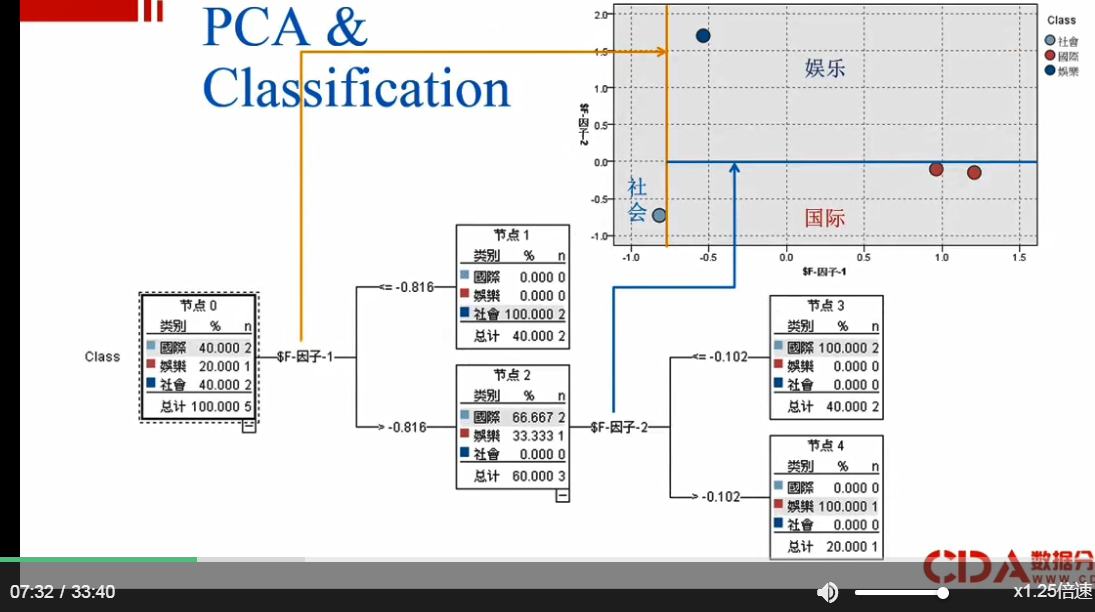 PCA &
Classification
Class
社會
國際
娛樂
$F-因子-2
2.0
1.5
1.0
0.5
0.0
-0.5
-1.0
娱乐
社会
国际
-1.0
-0.5
0.0
0.5
1.0
1.5
$F-因子-1
Class
节点 0
类别 % n
國際 40.000 2
娛樂 20.000 1
社會 40.000 2
总计 100.000 5
$F-因子-1
<= -0.816
> -0.816
节点 1
类别 % n
國際 0.000 0
娛樂 0.000 0
社會 100.000 2
总计 40.000 2
节点 2
类别 % n
國際 66.667 2
娛樂 33.333 1
社會 0.000 0
总计 60.000 3
$F-因子-2
<= -0.102
> -0.102
节点 3
类别 % n
國際 100.000 2
娛樂 0.000 0
社會 0.000 0
总计 40.000 2
节点 4
类别 % n
國際 0.000 0
娛樂 100.000 1
社會 0.000 0
总计 20.000 1
CDA 数据分
www.c
07:32 / 33:40
x1.25倍速